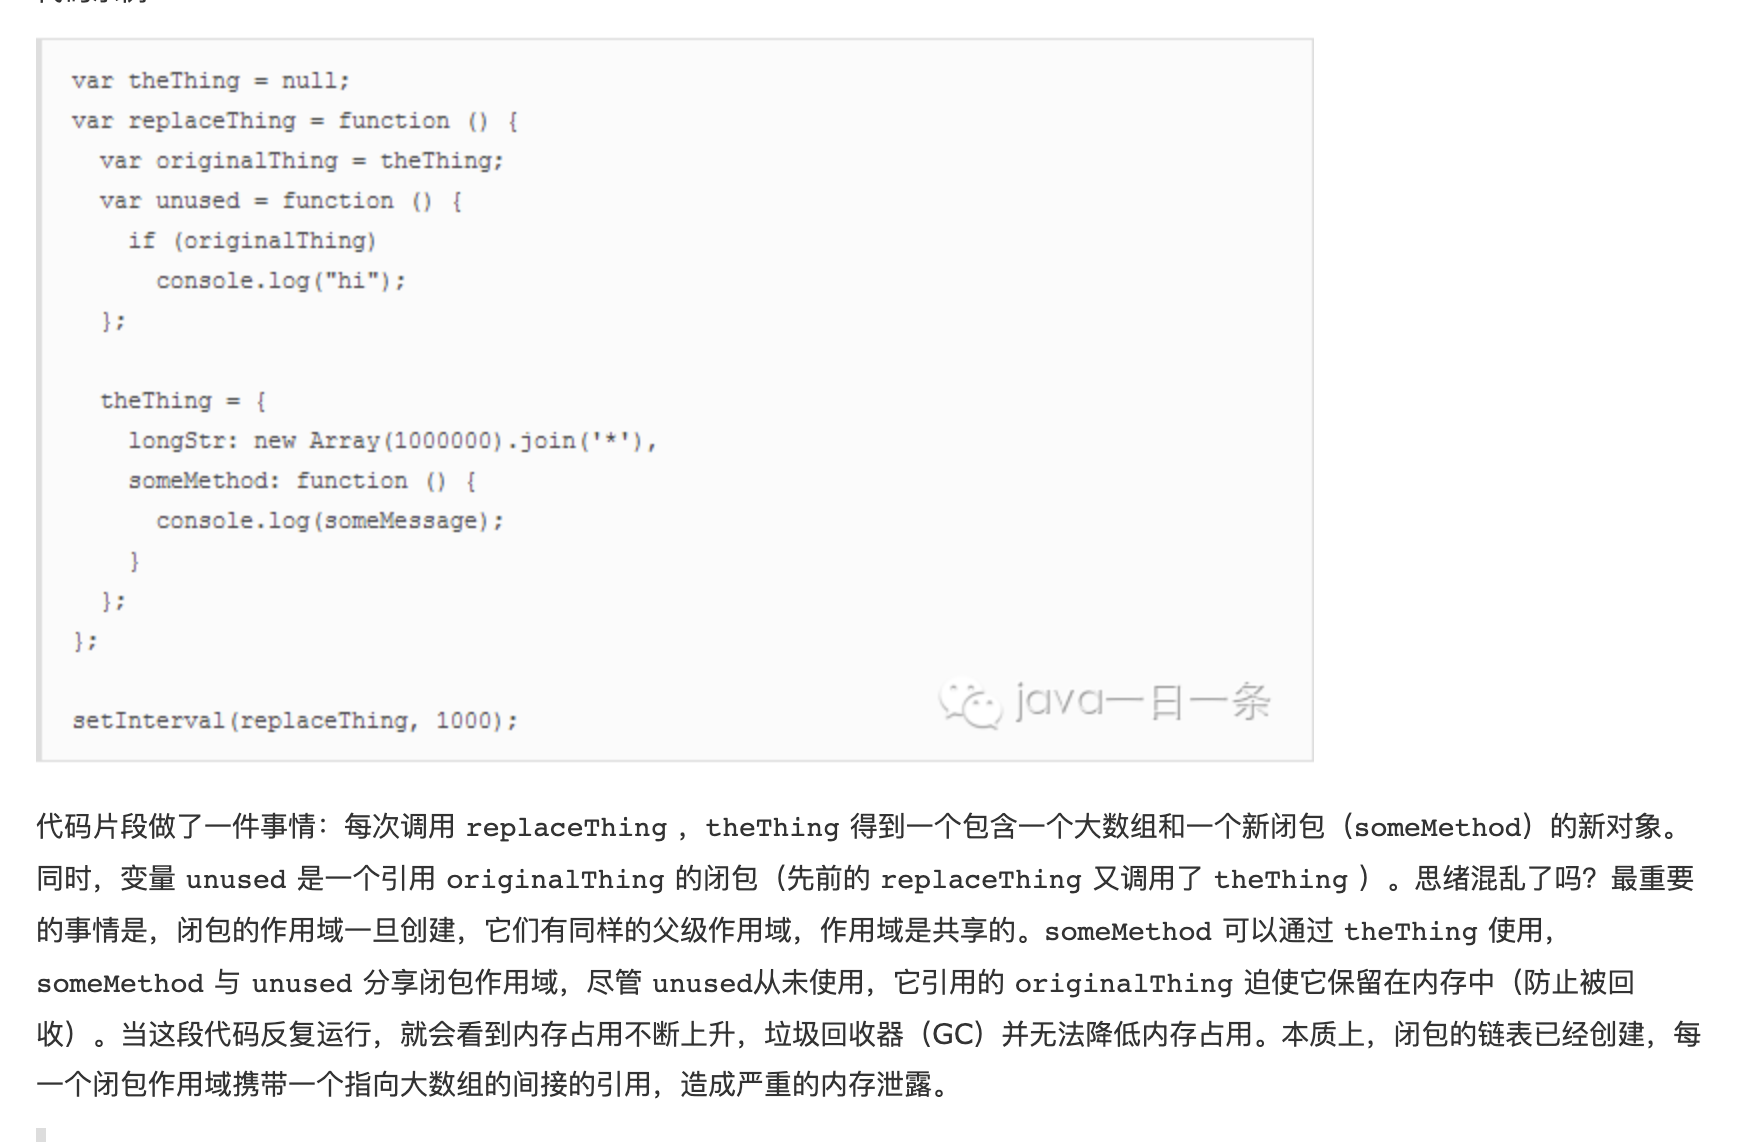 var theThing = null;
var replaceThing = function () {
  var originalThing = theThing;
  var unused = function () {
    if (originalThing)
      console.log("hi");
  };
  theThing = {
    longStr: new Array(1000000).join('*'),
    someMethod: function () {
      console.log(someMessage);
    }
  };
};
java一日一条
setInterval(replaceThing, 1000);
代码片段做了一件事情：每次调用 replaceThing ，theThing 得到一个包含一个大数组和一个新闭包（someMethod）的新对象。
同时，变量 unused 是一个引用 originalThing 的闭包（先前的 replaceThing 又调用了 theThing ）。思绪混乱了吗？最重要
的事情是，闭包的作用域一旦创建，它们有同样的父级作用域，作用域是共享的。someMethod 可以通过 theThing 使用，
someMethod 与 unused 分享闭包作用域，尽管 unused从未使用，它引用的 originalThing 迫使它保留在内存中（防止被回
收）。当这段代码反复运行，就会看到内存占用不断上升，垃圾回收器（GC）并无法降低内存占用。本质上，闭包的链表已经创建，每
一个闭包作用域携带一个指向大数组的间接的引用，造成严重的内存泄露。